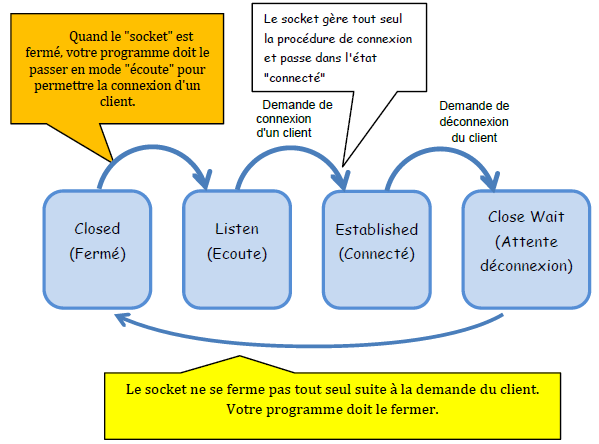 Quand le "socket" est
fermé, votre programme doit le
passer en mode "écoute" pour
permettre la connexion d'un
client.
Le socket gère tout seul
la procédure de connexion
et passe dans l'état
"connecté"
Demande de
connexion
d'un client
Demande de
déconnexion
du client
Closed
(Fermé)
Listen
(Ecoute)
Established
(Connecté)
Close Wait
(Attente
déconnexion)
Le socket ne se ferme pas tout seul suite à la demande du client.
Votre programme doit le fermer.